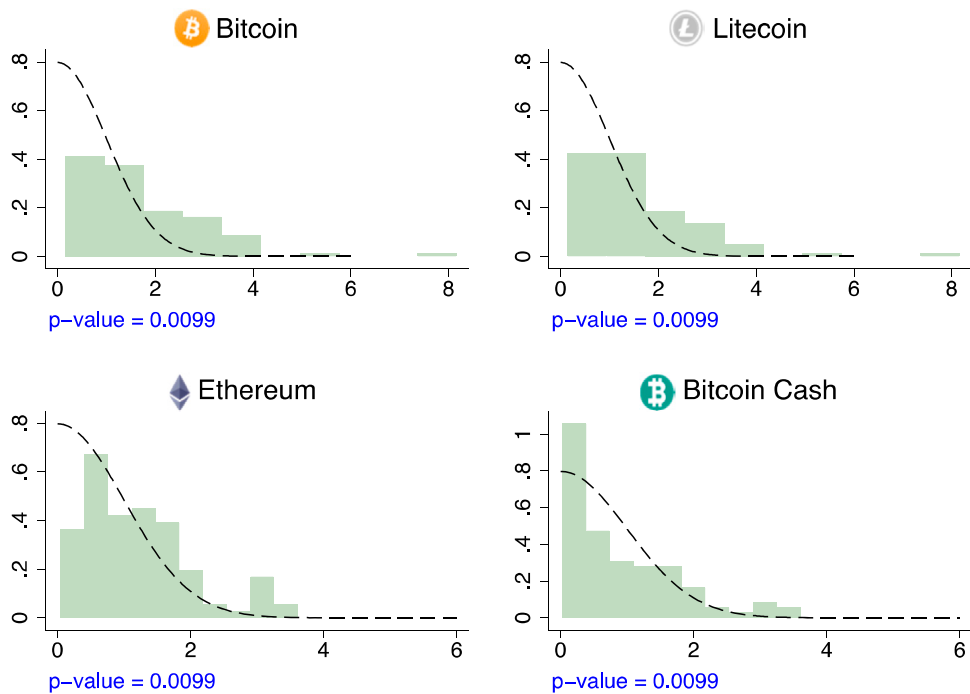 Bitcoin
.8
.6
.4
.2
0
0 2 4 6 8
p-value = 0.0099
Litecoin
.8
.6
.4
.2
0
0 2 4 6 8
p-value = 0.0099
Ethereum
.8
.6
.4
.2
0
0 2 4 6
p-value = 0.0099
Bitcoin Cash
1
.8
.6
.4
.2
0
0 2 4 6
p-value = 0.0099